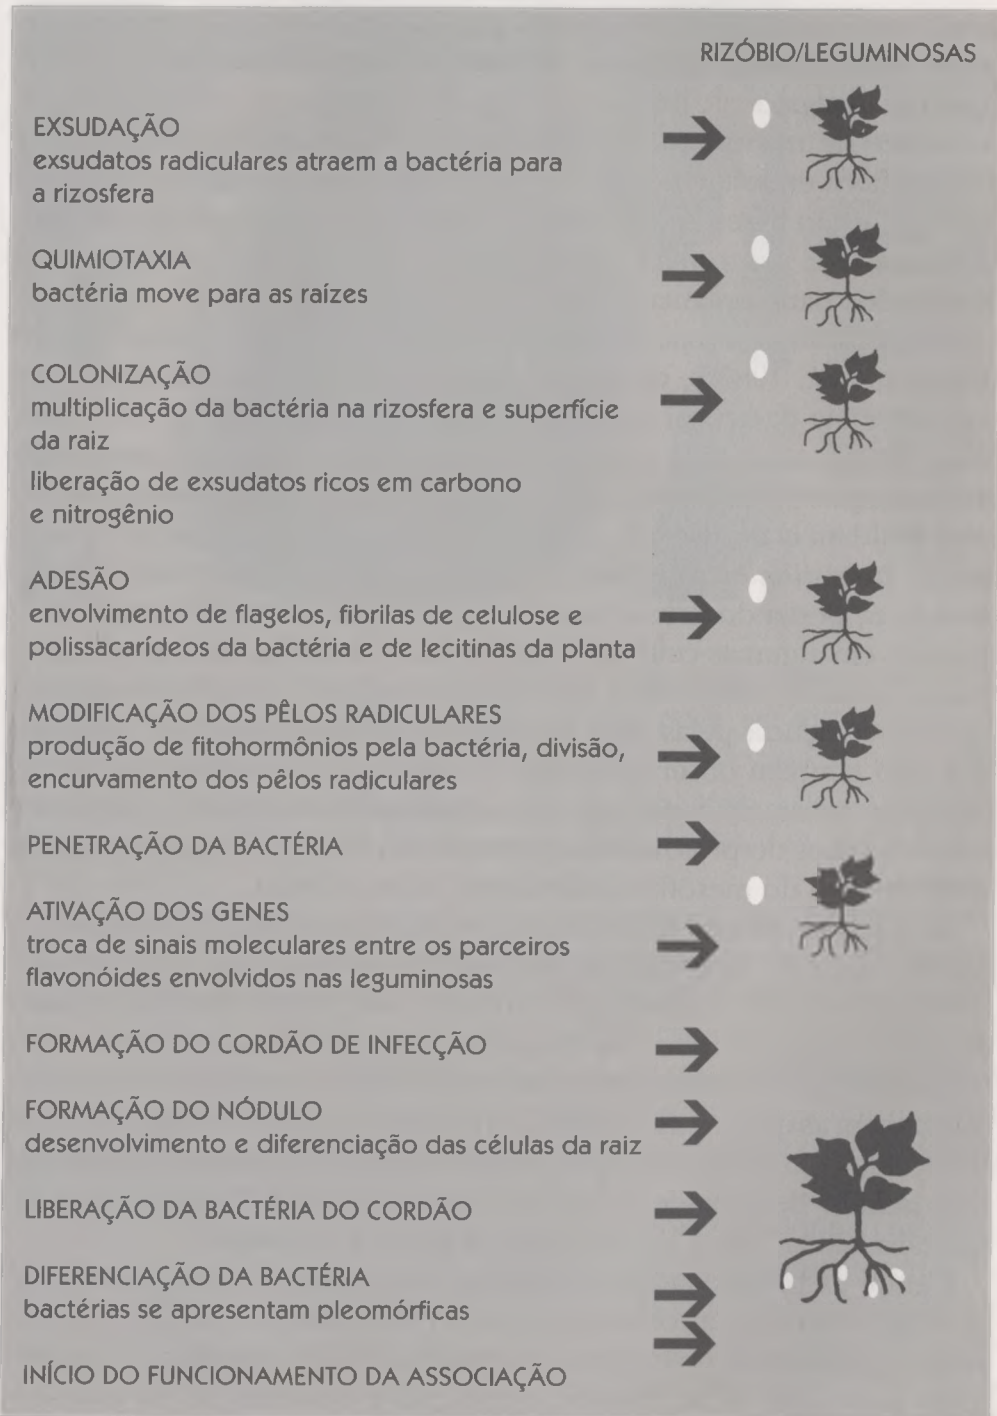 RIZÓBIO/LEGUMINOSAS
EXSUDAÇÃO
exsudatos radiculares atraem a bactéria para
a rizosfera
QUIMIOTAXIA
bactéria move para as raízes
COLONIZAÇÃO
multiplicação da bactéria na rizosfera e superfície
da raiz
liberação de exsudatos ricos em carbono
e nitrogênio
ADESÃO
envolvimento de flagelos, fibrilas de celulose e
polissacarídeos da bactéria e de lecitinas da planta
MODIFICAÇÃO DOS PÊLOS RADICULARES
produção de fitohormônios pela bactéria, divisão,
encurvamento dos pêlos radiculares
PENETRAÇÃO DA BACTÉRIA
ATIVAÇÃO DOS GENES
troca de sinais moleculares entre os parceiros
flavonóides envolvidos nas leguminosas
FORMAÇÃO DO CORDÃO DE INFECÇÃO
FORMAÇÃO DO NÓDULO
desenvolvimento e diferenciação das células da raiz
LIBERAÇÃO DA BACTÉRIA DO CORDÃO
DIFERENCIAÇÃO DA BACTÉRIA
bactérias se apresentam pleomórficas
INÍCIO DO FUNCIONAMENTO DA ASSOCIAÇÃO